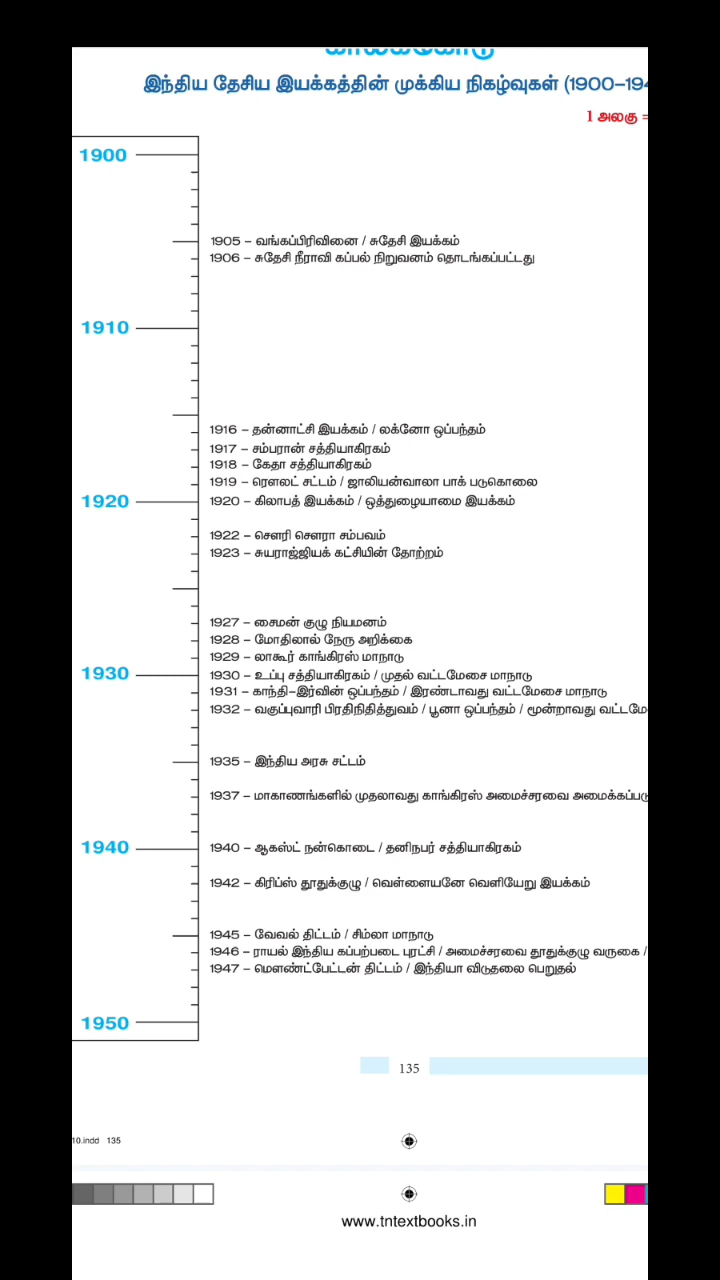 காலக்கோடு
இந்திய தேசிய இயக்கத்தின் முக்கிய நிகழ்வுகள் (1900–194
1 அலகு =
1900
1905 – வங்கப்பிரிவினை / சுதேசி இயக்கம்
1906 – சுதேசி நீராவி கப்பல் நிறுவனம் தொடங்கப்பட்டது
1910
1916 – தன்னாட்சி இயக்கம் / லக்னோ ஒப்பந்தம்
1917 – சம்பரான் சத்தியாகிரகம்
1918 – கேதா சத்தியாகிரகம்
1919 – ரௌலட் சட்டம் / ஜாலியன்வாலா பாக் படுகொலை
1920
1920 – கிலாபத் இயக்கம் / ஒத்துழையாமை இயக்கம்
1922 – சௌரி சௌரா சம்பவம்
1923 – சுயராஜ்ஜியக் கட்சியின் தோற்றம்
1927 – சைமன் குழு நியமனம்
1928 – மோதிலால் நேரு அறிக்கை
1929 – லாகூர் காங்கிரஸ் மாநாடு
1930
1930 – உப்பு சத்தியாகிரகம் / முதல் வட்டமேசை மாநாடு
1931 – காந்தி–இர்வின் ஒப்பந்தம் / இரண்டாவது வட்டமேசை மாநாடு
1932 – வகுப்புவாரி பிரதிநிதித்துவம் / பூனா ஒப்பந்தம் / மூன்றாவது வட்டமே
1935 – இந்திய அரசு சட்டம்
1937 – மாகாணங்களில் முதலாவது காங்கிரஸ் அமைச்சரவை அமைக்கப்படு
1940
1940 – ஆகஸ்ட் நன்கொடை / தனிநபர் சத்தியாகிரகம்
1942 – கிரிப்ஸ் தூதுக்குழு / வெள்ளையனே வெளியேறு இயக்கம்
1945 – வேவல் திட்டம் / சிம்லா மாநாடு
1946 – ராயல் இந்திய கப்பற்படை புரட்சி / அமைச்சரவை தூதுக்குழு வருகை /
1947 – மௌண்ட்பேட்டன் திட்டம் / இந்தியா விடுதலை பெறுதல்
1950
135
10.indd 135
www.tntextbooks.in